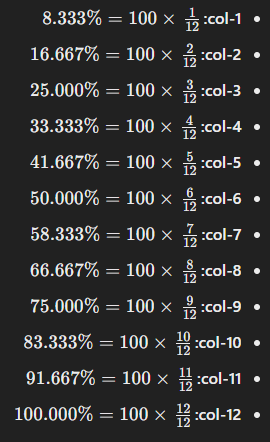 • col-1: 8.333% = 100 × 1/12
• col-2: 16.667% = 100 × 2/12
• col-3: 25.000% = 100 × 3/12
• col-4: 33.333% = 100 × 4/12
• col-5: 41.667% = 100 × 5/12
• col-6: 50.000% = 100 × 6/12
• col-7: 58.333% = 100 × 7/12
• col-8: 66.667% = 100 × 8/12
• col-9: 75.000% = 100 × 9/12
• col-10: 83.333% = 100 × 10/12
• col-11: 91.667% = 100 × 11/12
• col-12: 100.000% = 100 × 12/12